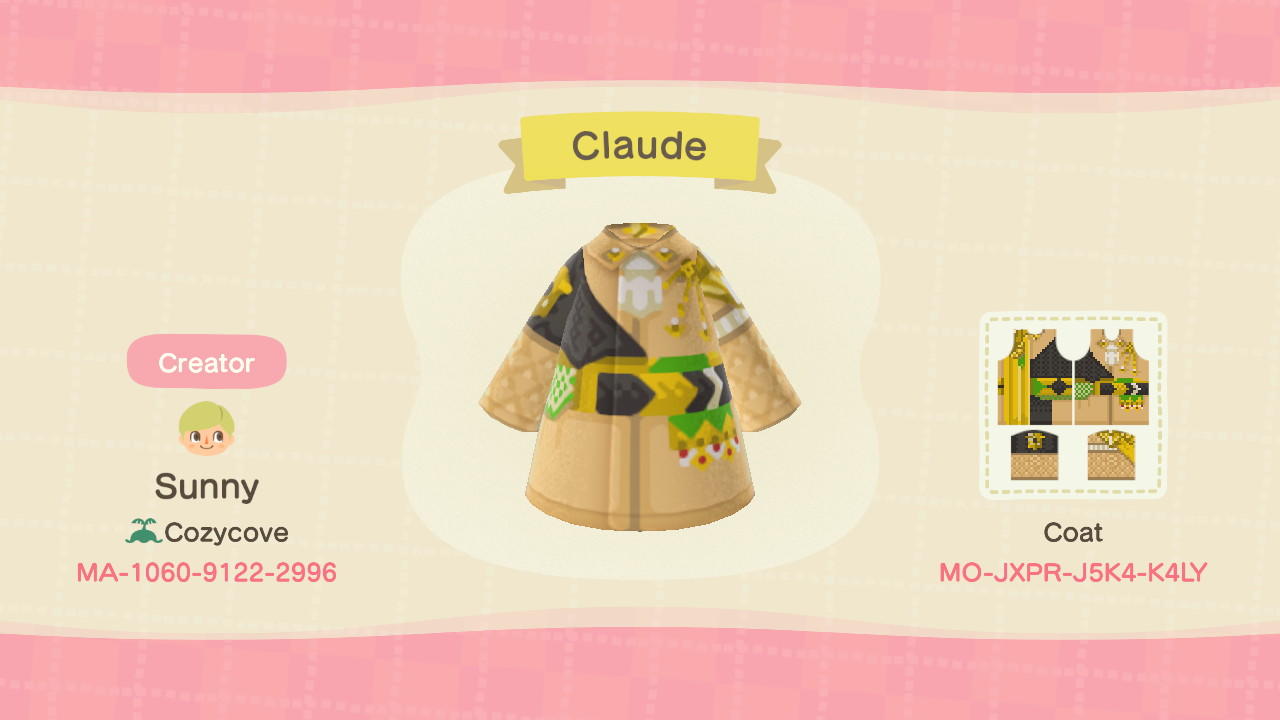 Claude
Creator
Sunny
Cozycove
MA-1060-9122-2996
Coat
MO-JXPR-J5K4-K4LY